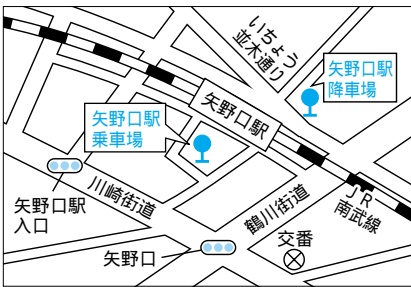 いちょう
並木通り
矢野口駅
降車場
矢野口駅
矢野口駅
乗車場
川崎街道
鶴川街道
JR
南武線
矢野口駅
入口
矢野口
交番